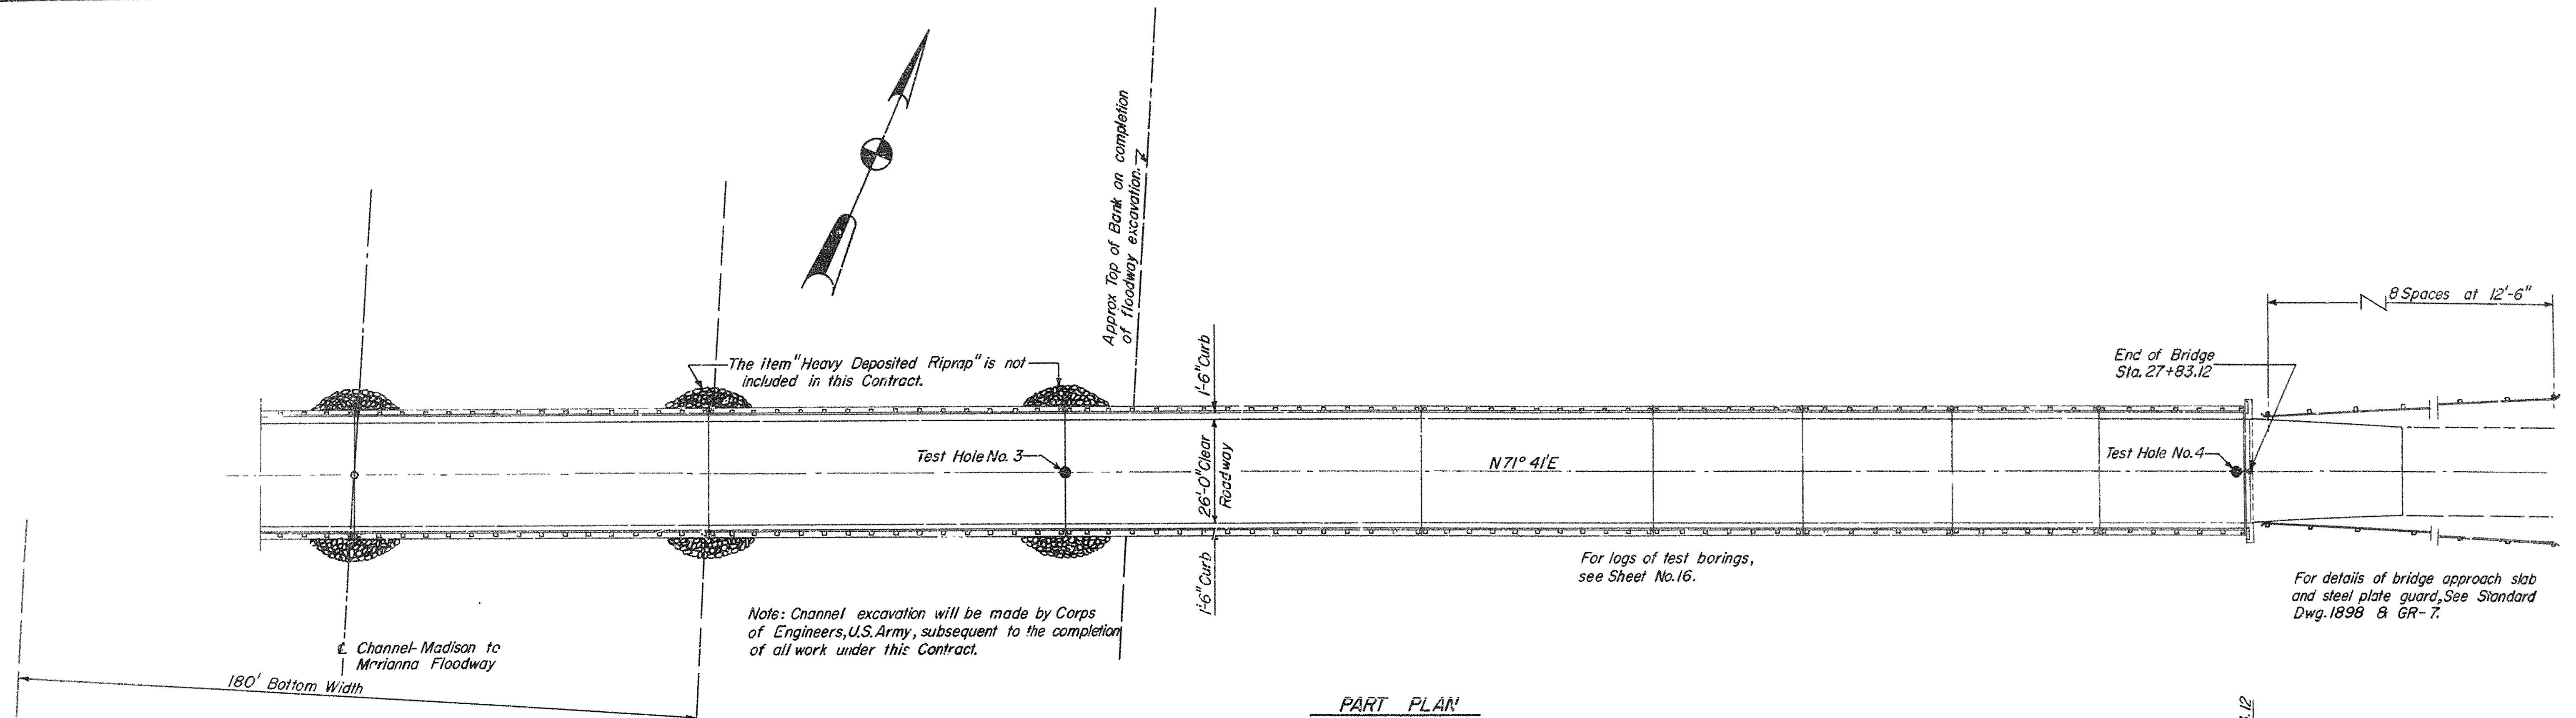 Approx Top of Bank on completion
of floodway excavation.
8 Spaces at 12'-6"
The item "Heavy Deposited Riprap" is not
included in this Contract.
1'-6" Curb
End of Bridge
Sta. 27+83.12
Test Hole No. 3
26'-0" Clear
Roadway
N 71° 41' E
Test Hole No. 4
1'-6" Curb
For logs of test borings,
see Sheet No. 16.
For details of bridge approach slab
and steel plate guard, See Standard
Dwg. 1898 & GR-7.
Note: Channel excavation will be made by Corps
of Engineers, U.S. Army, subsequent to the completion
of all work under this Contract.
℄ Channel-Madison to
Marianna Floodway
180' Bottom Width
PART PLAN
.12